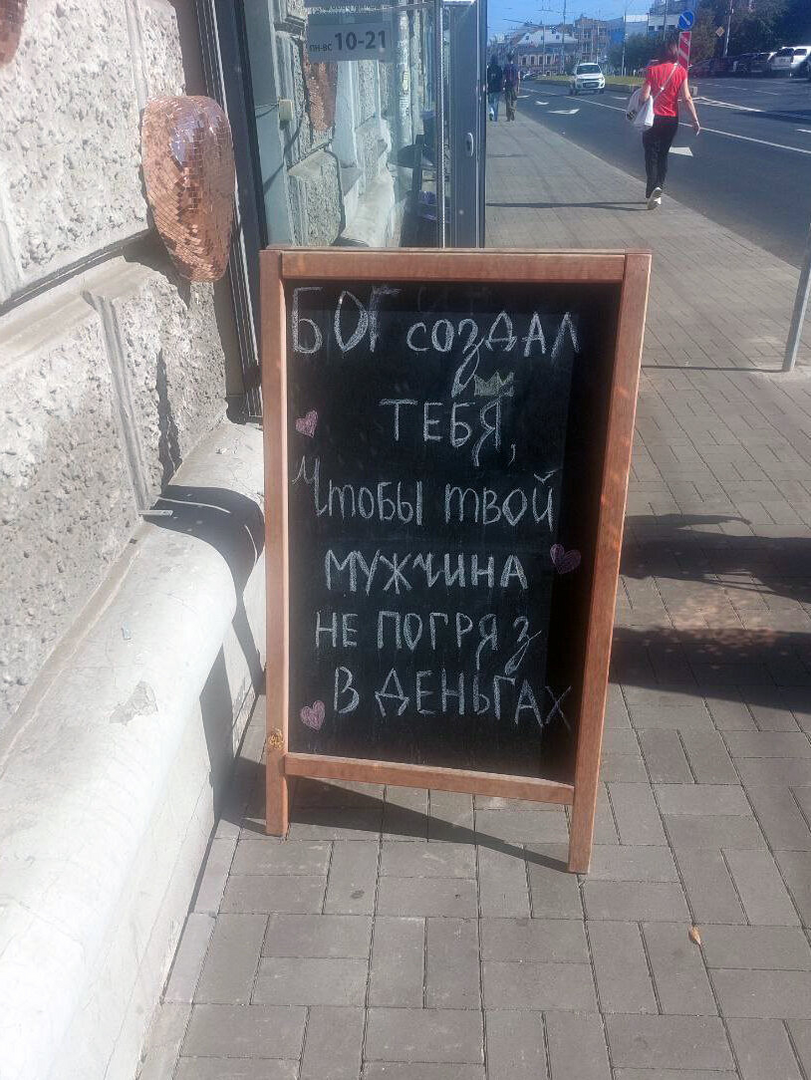 ПН-ВС 10-21
БОГ создал
ТЕБЯ,
Чтобы твой
мужчина
не погряз
в деньгах